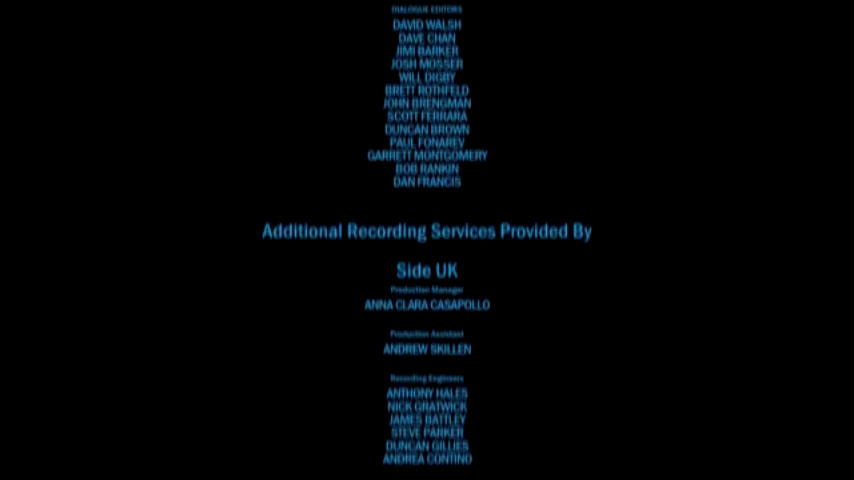 DIALOGUE EDITORS
DAVID WALSH
DAVE CHAN
JIMI BARKER
JOSH MOSSER
WILL DIGBY
BRETT ROTHFELD
JOHN BRENGMAN
SCOTT FERRARA
DUNCAN BROWN
PAUL FONAREV
GARRETT MONTGOMERY
BOB RANKIN
DAN FRANCIS
Additional Recording Services Provided By
Side UK
Production Manager
ANNA CLARA CASAPOLLO
Production Assistant
ANDREW SKILLEN
Recording Engineers
ANTHONY HALES
NICK GRATWICK
JAMES BATTLEY
STEVE PARKER
DUNCAN GILLIES
ANDREA CONTINO